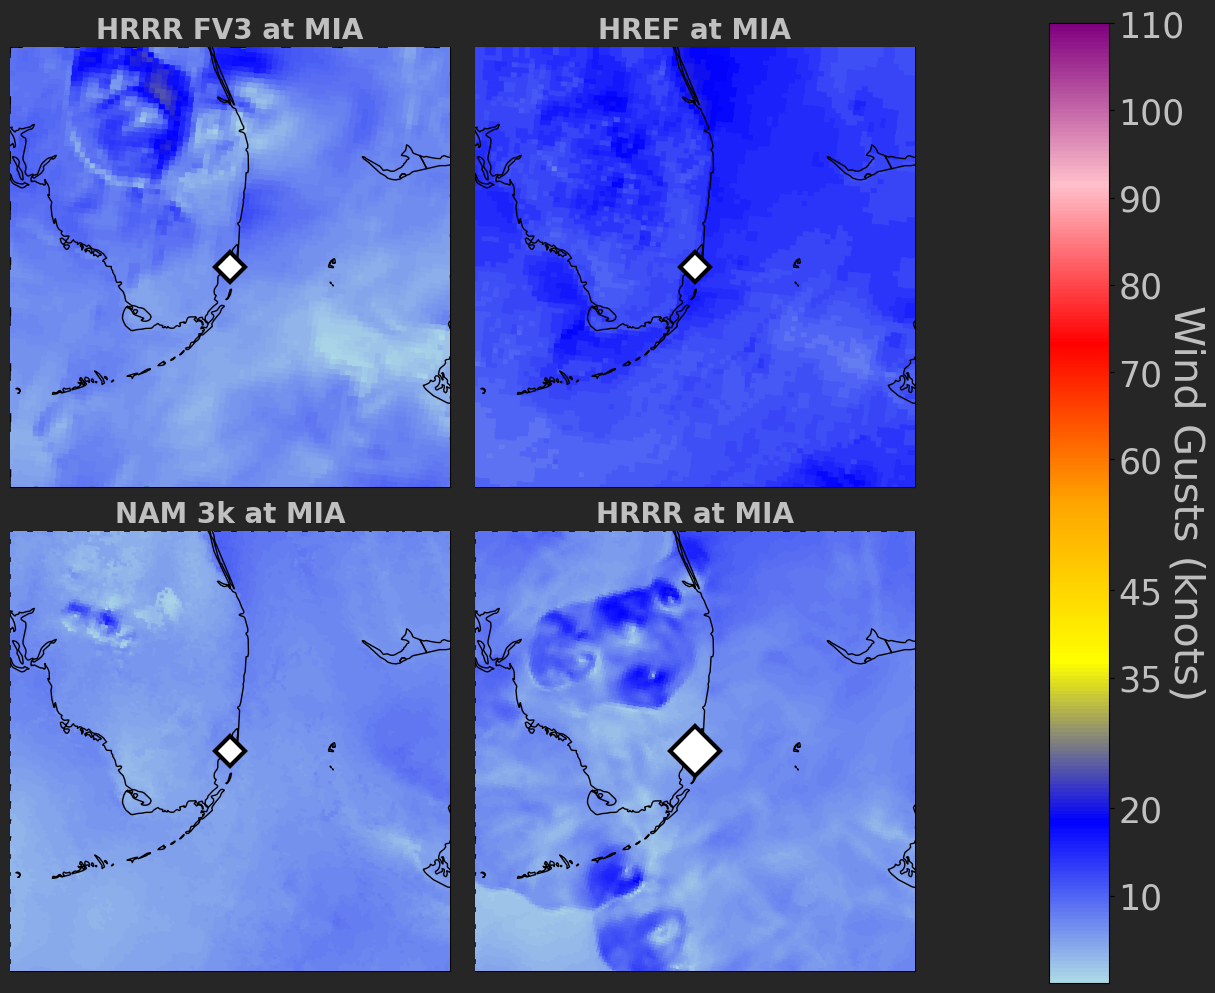 HRRR FV3 at MIA
HREF at MIA
NAM 3k at MIA
HRRR at MIA
110
100
90
80
70
60
45
35
20
10
Wind Gusts (knots)